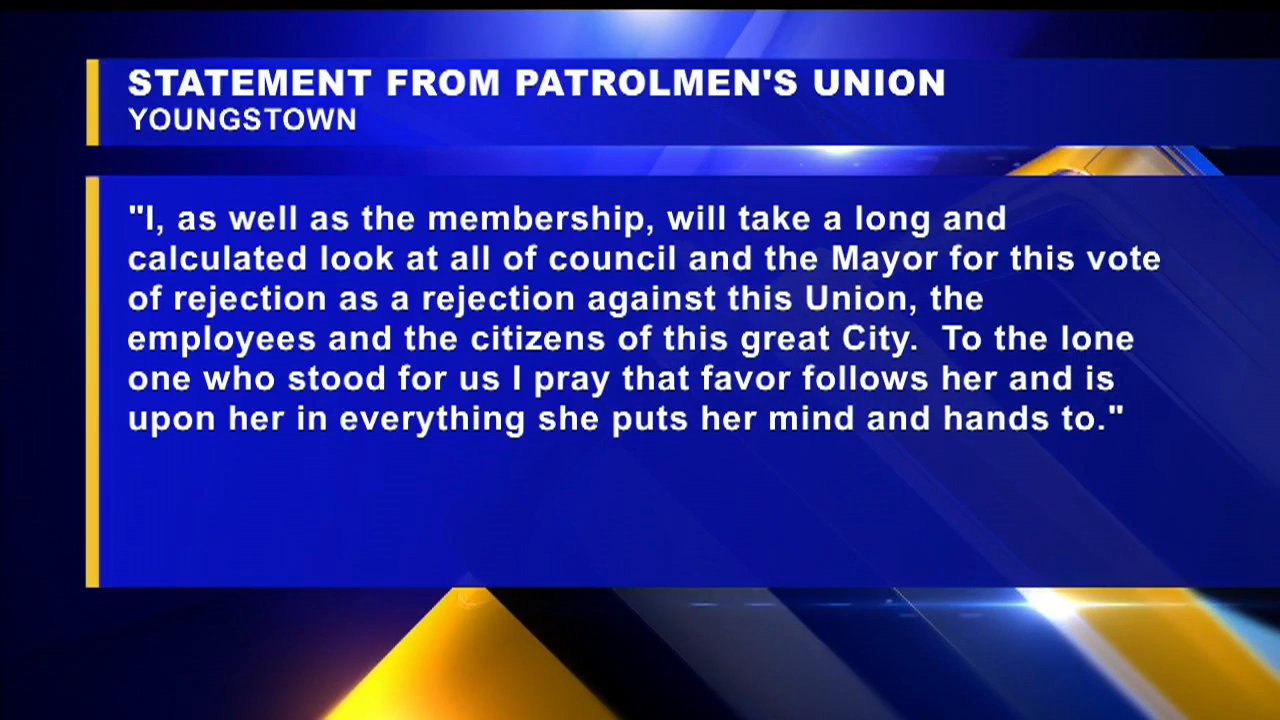 STATEMENT FROM PATROLMEN'S UNION
YOUNGSTOWN
"I, as well as the membership, will take a long and
calculated look at all of council and the Mayor for this vote
of rejection as a rejection against this Union, the
employees and the citizens of this great City.  To the lone
one who stood for us I pray that favor follows her and is
upon her in everything she puts her mind and hands to."